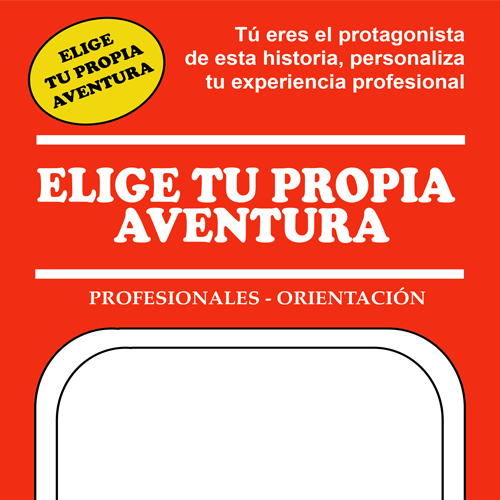 ELIGE
TU PROPIA
AVENTURA
Tú eres el protagonista
de esta historia, personaliza
tu experiencia profesional
ELIGE TU PROPIA
AVENTURA
PROFESIONALES - ORIENTACIÓN